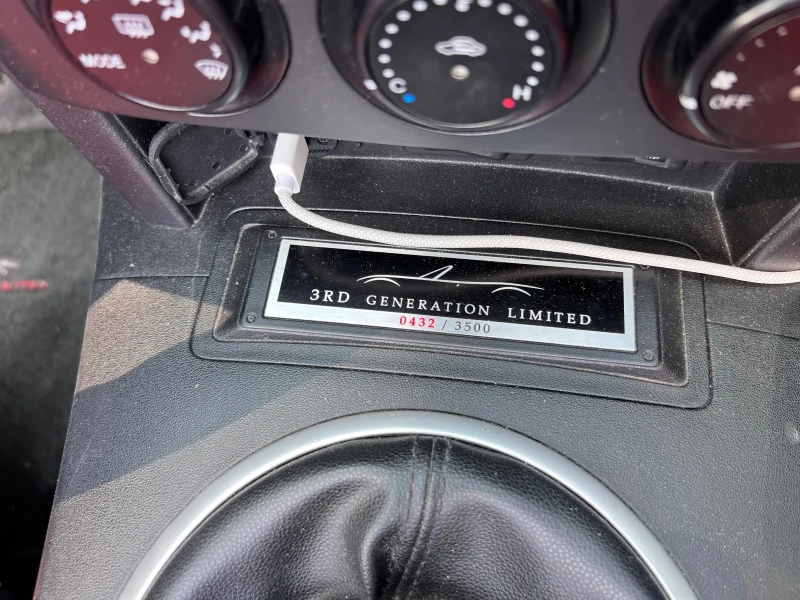 MODE
C
H
OFF
3RD GENERATION LIMITED
0432 / 3500